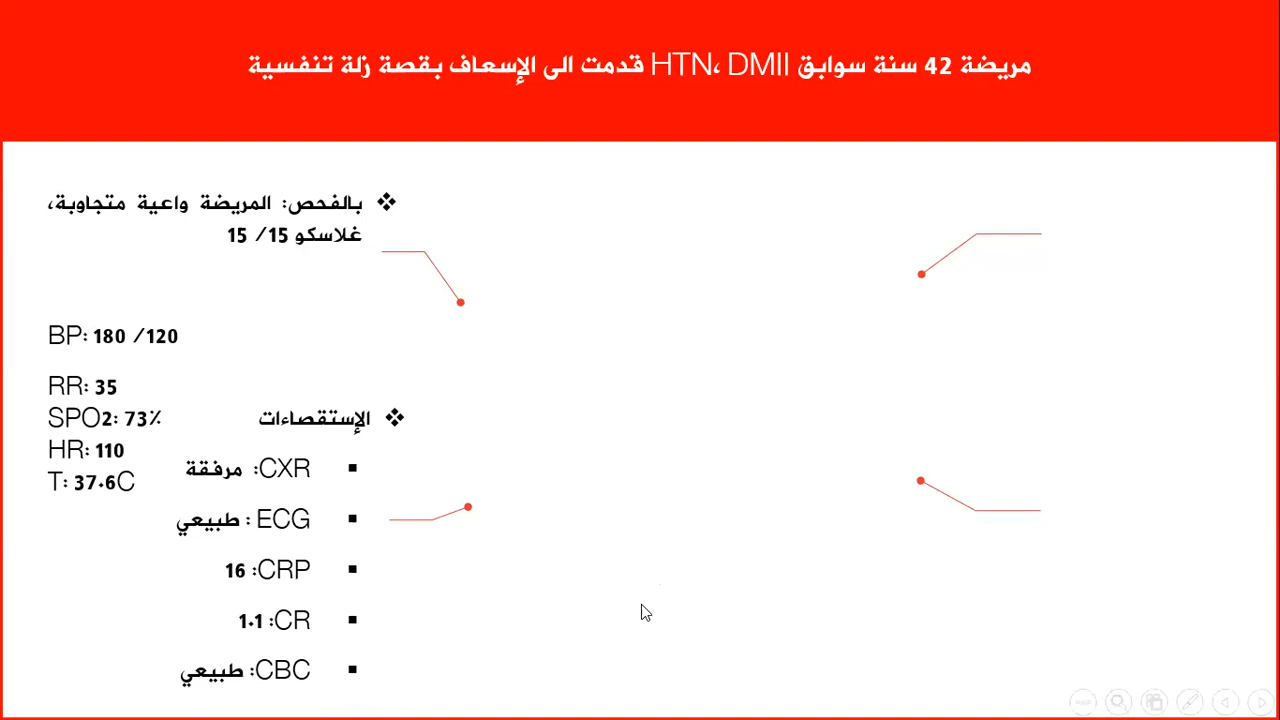 مريضة 42 سنة سوابق HTN، DMII قدمت الى الإسعاف بقصة زلة تنفسية
❖ بالفحص: المريضة واعية متجاوبة،
غلاسكو 15/ 15
BP: 180 /120
RR: 35
SPO2: 73٪
HR: 110
T: 37.6C
❖ الإستقصاءات
▪ CXR: مرفقة
▪ ECG : طبيعي
▪ CRP: 16
▪ CR: 1.1
▪ CBC: طبيعي